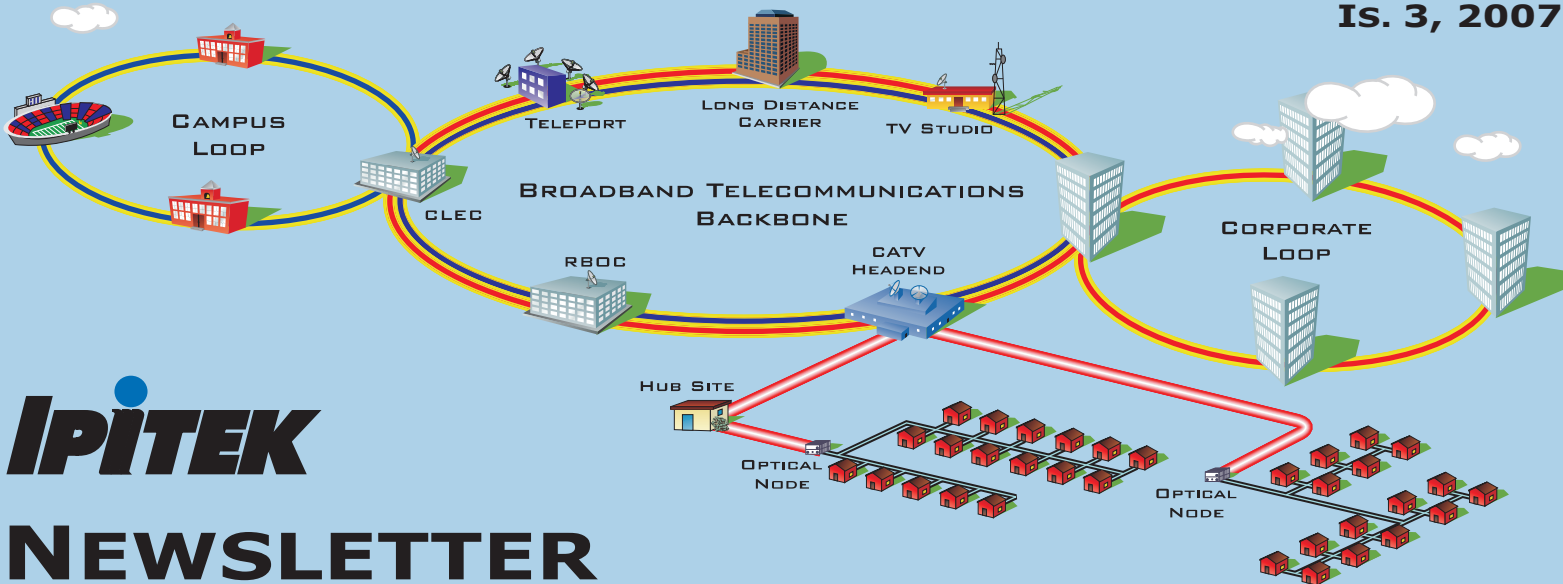 Is. 3, 2007
Campus
Loop
Teleport
Long Distance
Carrier
TV Studio
CLEC
Broadband Telecommunications
Backbone
Corporate
Loop
RBOC
CATV
Headend
Hub Site
Optical
Node
Optical
Node
IPITEK
Newsletter